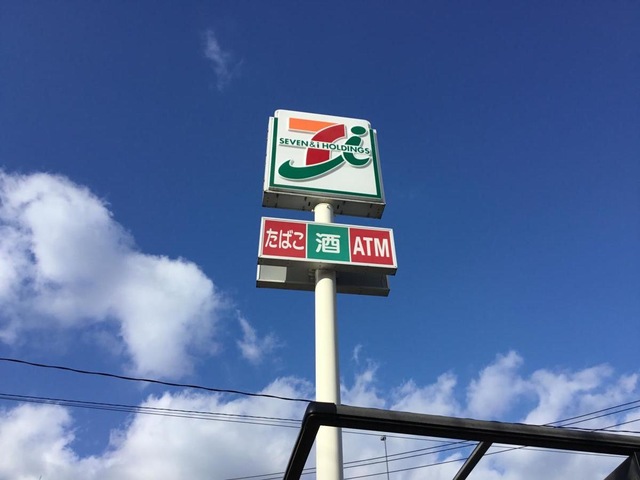 SEVEN & i HOLDINGS
たばこ 酒 ATM